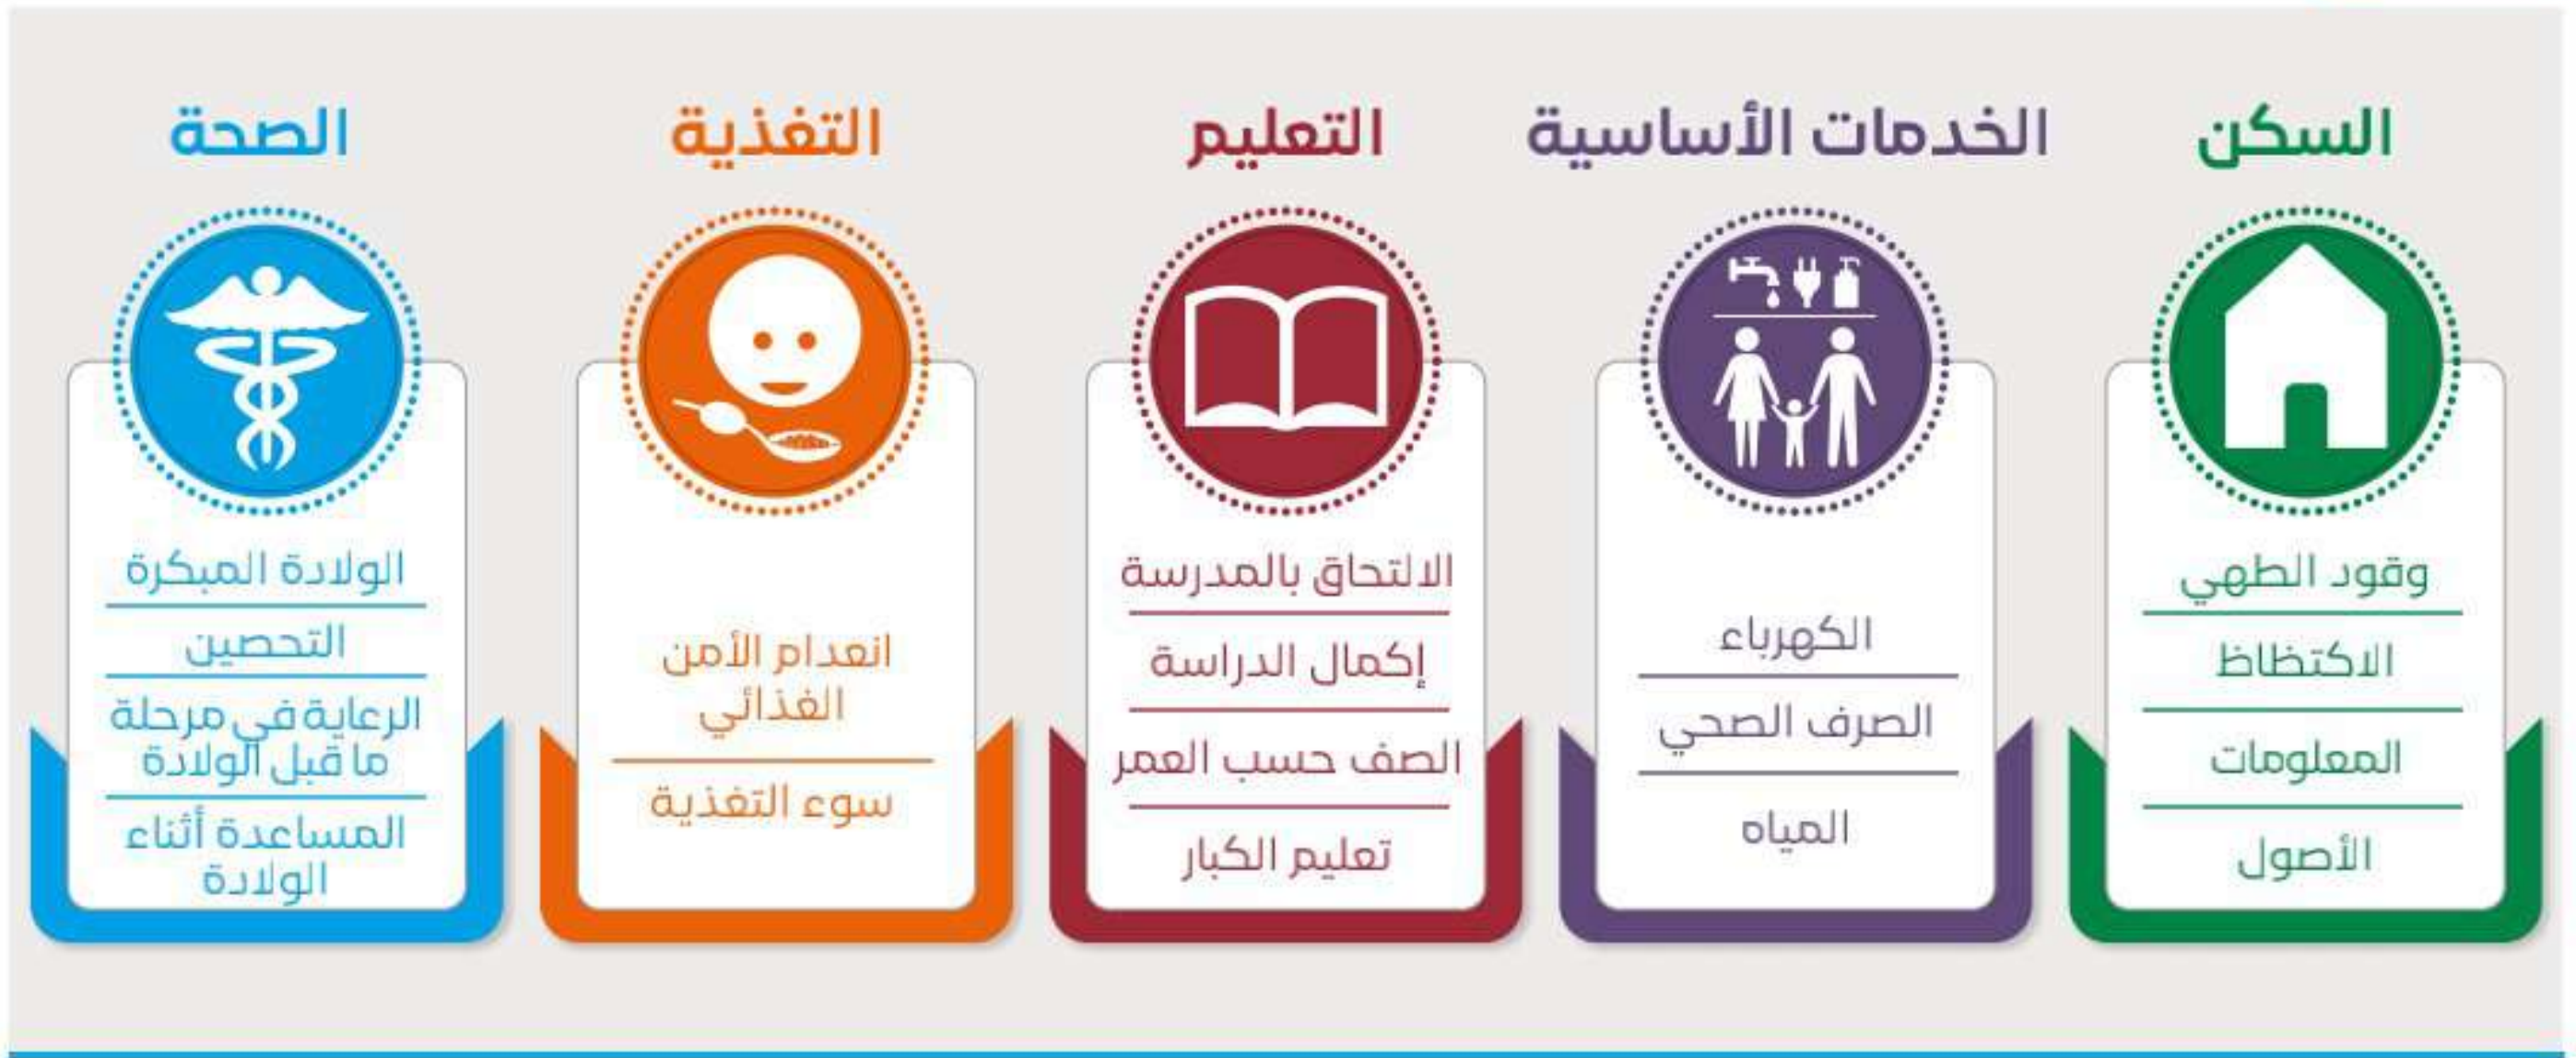 السكن
وقود الطهي
الاكتظاظ
المعلومات
الأصول
الخدمات الأساسية
الكهرباء
الصرف الصحي
المياه
التعليم
الالتحاق بالمدرسة
إكمال الدراسة
الصف حسب العمر
تعليم الكبار
التغذية
انعدام الأمن
الغذائي
سوء التغذية
الصحة
الولادة المبكرة
التحصين
الرعاية في مرحلة
ما قبل الولادة
المساعدة أثناء
الولادة